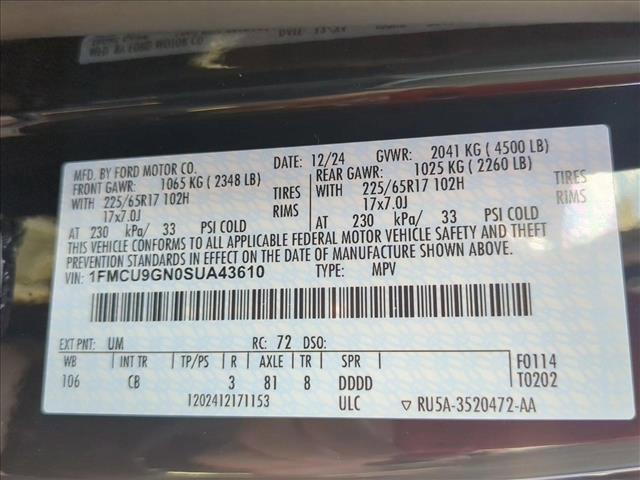 MFD. BY FORD MOTOR CO. DATE: 12/24 GVWR: 2041 KG ( 4500 LB)
FRONT GAWR: 1065 KG ( 2348 LB) REAR GAWR: 1025 KG ( 2260 LB)
WITH 225/65R17 102H TIRES WITH 225/65R17 102H TIRES
17x7.0J RIMS 17x7.0J RIMS
AT 230 kPa/ 33 PSI COLD AT 230 kPa/ 33 PSI COLD
THIS VEHICLE CONFORMS TO ALL APPLICABLE FEDERAL MOTOR VEHICLE SAFETY AND THEFT
PREVENTION STANDARDS IN EFFECT ON THE DATE OF MANUFACTURE SHOWN ABOVE.
VIN: 1FMCU9GN0SUA43610 TYPE: MPV
EXT PNT: UM RC: 72 DSO:
WB INT TR TP/PS R AXLE TR SPR F0114
106 CB 3 81 8 DDDD T0202
1202412171153 ULC ▽ RU5A-3520472-AA